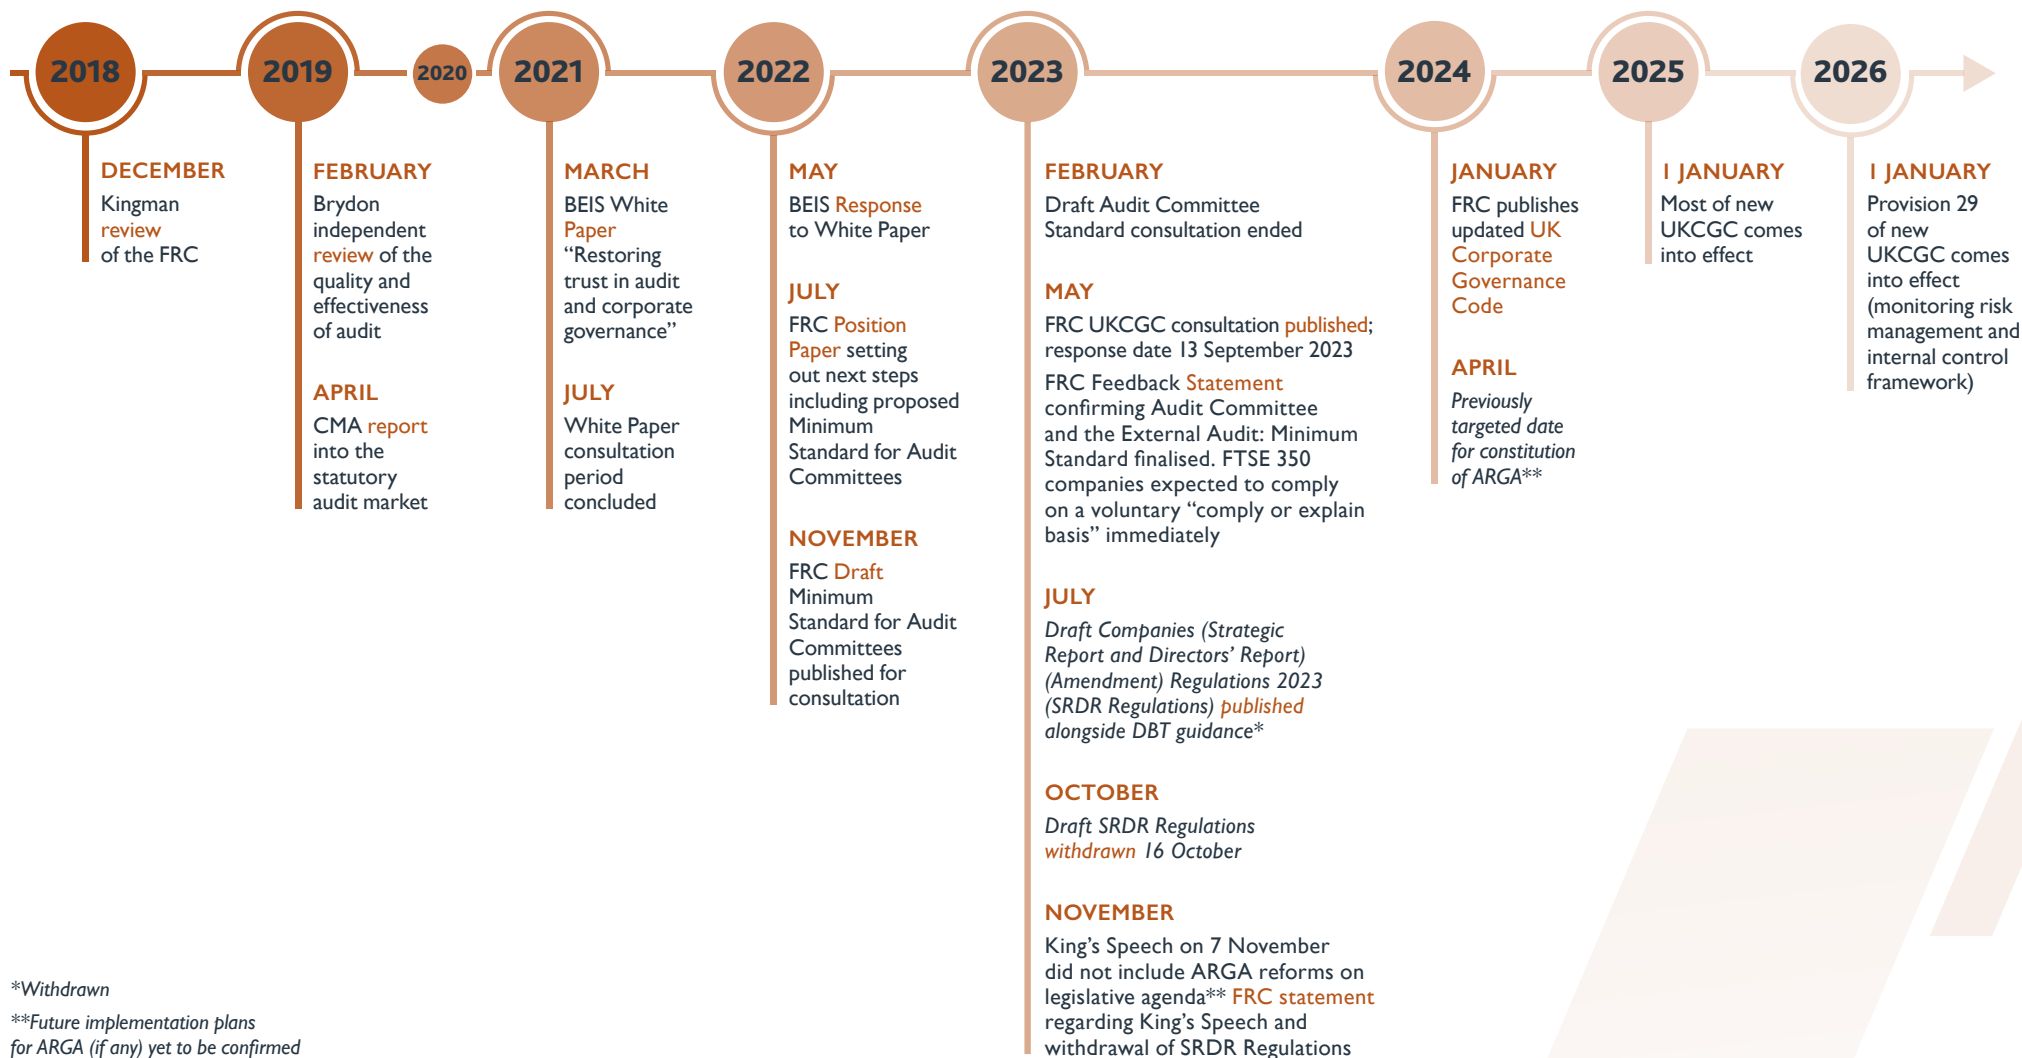 2018
2019
2020
2021
2022
2023
2024
2025
2026
DECEMBER
Kingman
review
of the FRC
FEBRUARY
Brydon
independent
review of the
quality and
effectiveness
of audit
APRIL
CMA report
into the
statutory
audit market
MARCH
BEIS White
Paper
“Restoring
trust in audit
and corporate
governance”
JULY
White Paper
consultation
period
concluded
MAY
BEIS Response
to White Paper
JULY
FRC Position
Paper setting
out next steps
including proposed
Minimum
Standard for Audit
Committees
NOVEMBER
FRC Draft
Minimum
Standard for Audit
Committees
published for
consultation
FEBRUARY
Draft Audit Committee
Standard consultation ended
MAY
FRC UKCGC consultation published;
response date 13 September 2023
FRC Feedback Statement
confirming Audit Committee
and the External Audit: Minimum
Standard finalised. FTSE 350
companies expected to comply
on a voluntary “comply or explain
basis” immediately
JULY
Draft Companies (Strategic
Report and Directors’ Report)
(Amendment) Regulations 2023
(SRDR Regulations) published
alongside DBT guidance*
OCTOBER
Draft SRDR Regulations
withdrawn 16 October
NOVEMBER
King’s Speech on 7 November
did not include ARGA reforms on
legislative agenda** FRC statement
regarding King’s Speech and
withdrawal of SRDR Regulations
JANUARY
FRC publishes
updated UK
Corporate
Governance
Code
APRIL
Previously
targeted date
for constitution
of ARGA**
1 JANUARY
Most of new
UKCGC comes
into effect
1 JANUARY
Provision 29
of new
UKCGC comes
into effect
(monitoring risk
management and
internal control
framework)
*Withdrawn
**Future implementation plans
for ARGA (if any) yet to be confirmed